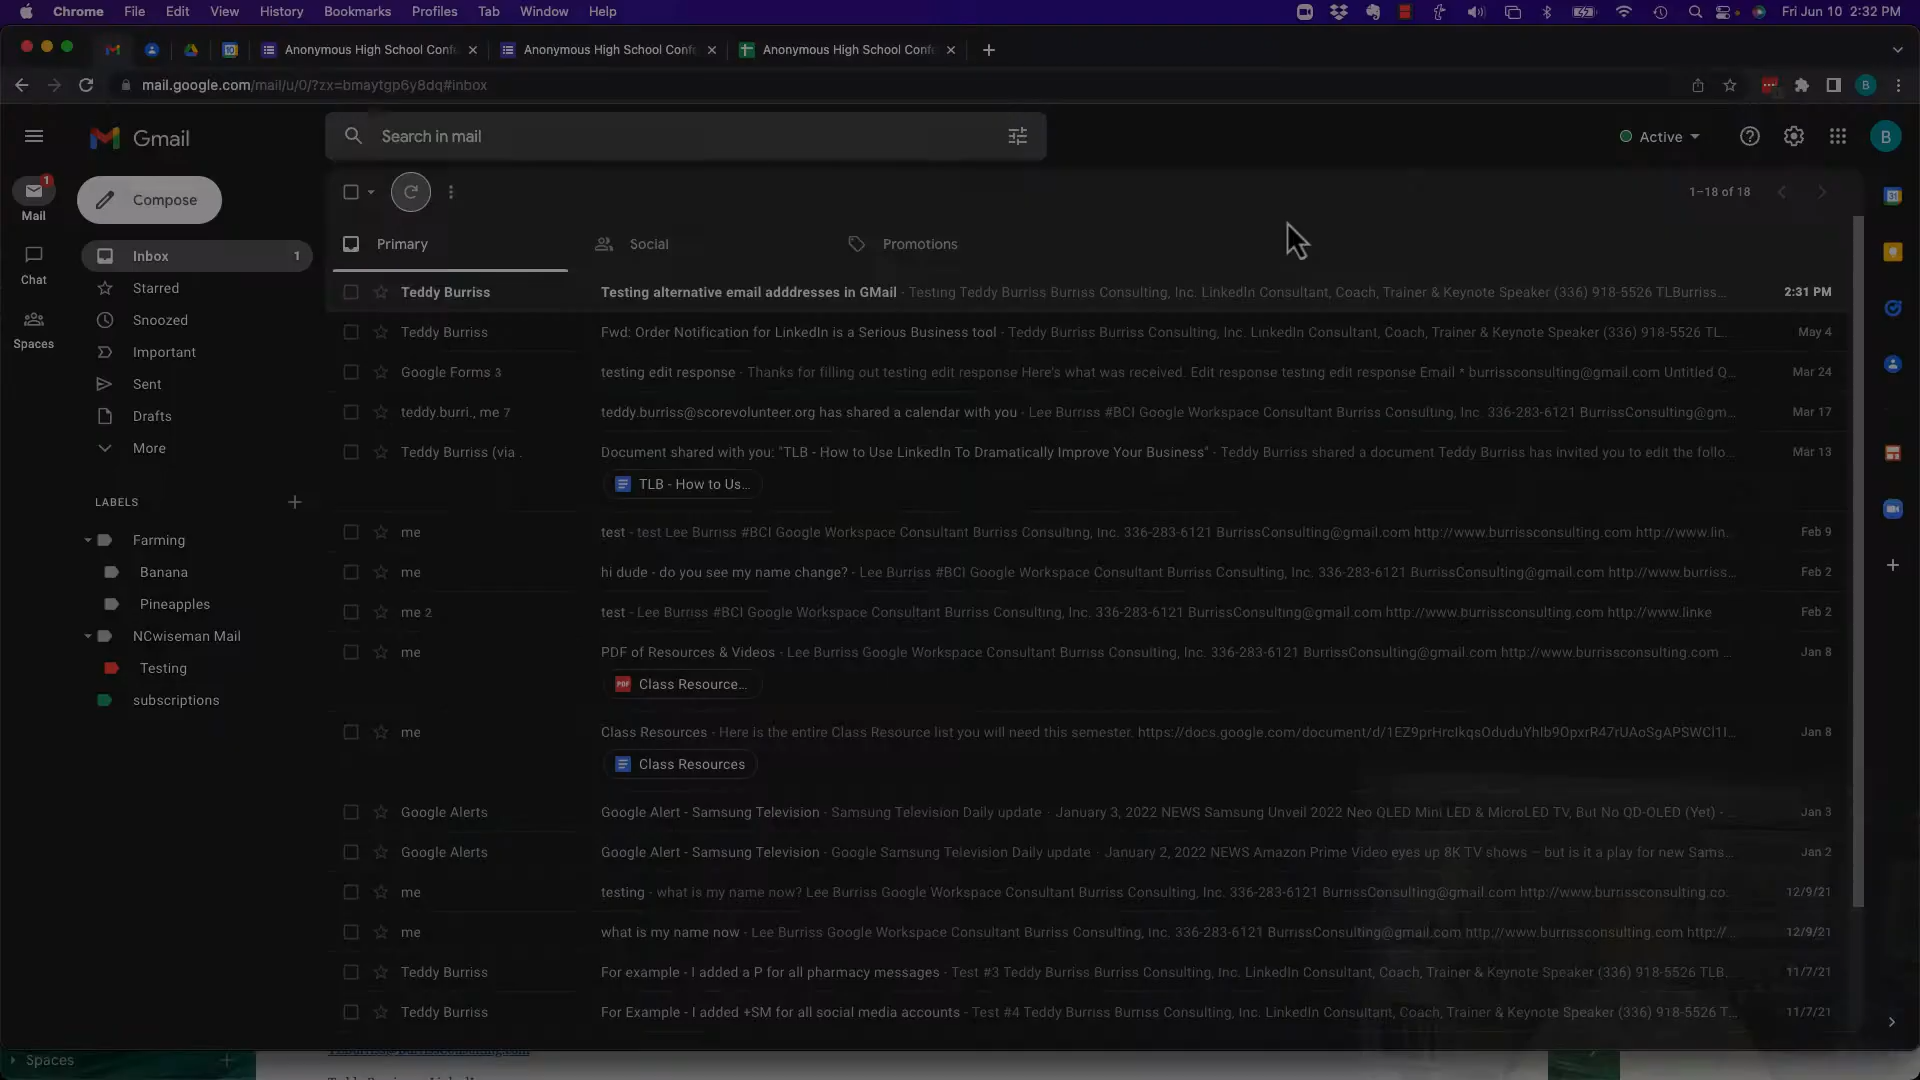 Chrome File Edit View History Bookmarks Profiles Tab Window Help Fri Jun 10 2:32 PM
Anonymous High School Conf Anonymous High School Conf Anonymous High School Conf
mail.google.com/mail/u/0/?zx=bmaytgp6y8dq#inbox B
Gmail Search in mail Active B
Mail 1 Compose 1–18 of 18
Primary Social Promotions
Inbox 1
Chat
Starred
Snoozed
Spaces
Important
Sent
Drafts
More
LABELS
Farming
Banana
Pineapples
NCwiseman Mail
Testing
subscriptions
Teddy Burriss Testing alternative email adddresses in GMail - Testing Teddy Burriss Burriss Consulting, Inc. LinkedIn Consultant, Coach, Trainer & Keynote Speaker (336) 918-5526 TLBurriss... 2:31 PM
Teddy Burriss Fwd: Order Notification for LinkedIn is a Serious Business tool - Teddy Burriss Burriss Consulting, Inc. LinkedIn Consultant, Coach, Trainer & Keynote Speaker (336) 918-5526 TL... May 4
Google Forms 3 testing edit response - Thanks for filling out testing edit response Here's what was received. Edit response testing edit response Email * burrissconsulting@gmail.com Untitled Q... Mar 24
teddy.burri., me 7 teddy.burriss@scorevolunteer.org has shared a calendar with you - Lee Burriss #BCI Google Workspace Consultant Burriss Consulting, Inc. 336-283-6121 BurrissConsulting@gm... Mar 17
Teddy Burriss (via . Document shared with you: "TLB - How to Use LinkedIn To Dramatically Improve Your Business" - Teddy Burriss shared a document Teddy Burriss has invited you to edit the follo... Mar 13
TLB - How to Us...
me test - test Lee Burriss #BCI Google Workspace Consultant Burriss Consulting, Inc. 336-283-6121 BurrissConsulting@gmail.com http://www.burrissconsulting.com http://www.lin... Feb 9
me hi dude - do you see my name change? - Lee Burriss #BCI Google Workspace Consultant Burriss Consulting, Inc. 336-283-6121 BurrissConsulting@gmail.com http://www.burriss... Feb 2
me 2 test - Lee Burriss #BCI Google Workspace Consultant Burriss Consulting, Inc. 336-283-6121 BurrissConsulting@gmail.com http://www.burrissconsulting.com http://www.linke Feb 2
me PDF of Resources & Videos - Lee Burriss Google Workspace Consultant Burriss Consulting, Inc. 336-283-6121 BurrissConsulting@gmail.com http://www.burrissconsulting.com ... Jan 8
PDF Class Resource...
me Class Resources - Here is the entire Class Resource list you will need this semester. Jan 8
Class Resources
Google Alerts Google Alert - Samsung Television - Samsung Television Daily update · January 3, 2022 NEWS Samsung Unveil 2022 Neo QLED Mini LED & MicroLED TV, But No QD-OLED (Yet) - ... Jan 3
Google Alerts Google Alert - Samsung Television - Google Samsung Television Daily update · January 2, 2022 NEWS Amazon Prime Video eyes up 8K TV shows – but is it a play for new Sams... Jan 2
me testing - what is my name now? Lee Burriss Google Workspace Consultant Burriss Consulting, Inc. 336-283-6121 BurrissConsulting@gmail.com http://www.burrissconsulting.co... 12/9/21
me what is my name now - Lee Burriss Google Workspace Consultant Burriss Consulting, Inc. 336-283-6121 BurrissConsulting@gmail.com http://www.burrissconsulting.com http://... 12/9/21
Teddy Burriss For example - I added a P for all pharmacy messages - Test #3 Teddy Burriss Burriss Consulting, Inc. LinkedIn Consultant, Coach, Trainer & Keynote Speaker (336) 918-5526 TLB... 11/7/21
Teddy Burriss For Example - I added +SM for all social media accounts - Test #4 Teddy Burriss Burriss Consulting, Inc. LinkedIn Consultant, Coach, Trainer & Keynote Speaker (336) 918-5526 T... 11/7/21
Spaces